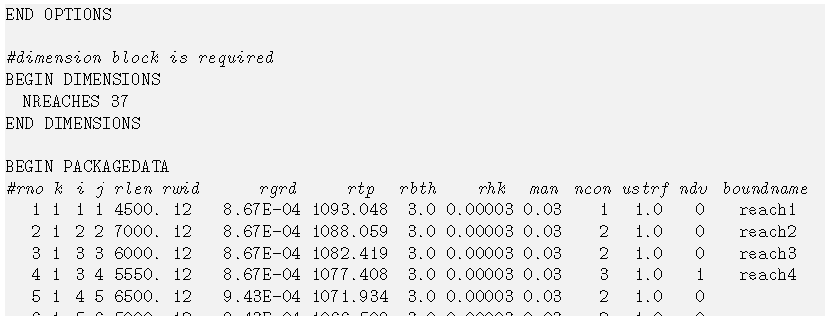 END OPTIONS
#dimension block is required
BEGIN DIMENSIONS
NREACHES 37
END DIMENSIONS
BEGIN PACKAGEDATA
#rno k i j rlen rwid rgrd rtp rbth rhk man ncon ustrf ndv boundname
1 1 1 1 4500. 12 8.67E-04 1093.048 3.0 0.00003 0.03 1 1.0 0 reach1
2 1 2 2 7000. 12 8.67E-04 1088.059 3.0 0.00003 0.03 2 1.0 0 reach2
3 1 3 3 6000. 12 8.67E-04 1082.419 3.0 0.00003 0.03 2 1.0 0 reach3
4 1 3 4 5550. 12 8.67E-04 1077.408 3.0 0.00003 0.03 3 1.0 1 reach4
5 1 4 5 6500. 12 9.43E-04 1071.934 3.0 0.00003 0.03 2 1.0 0